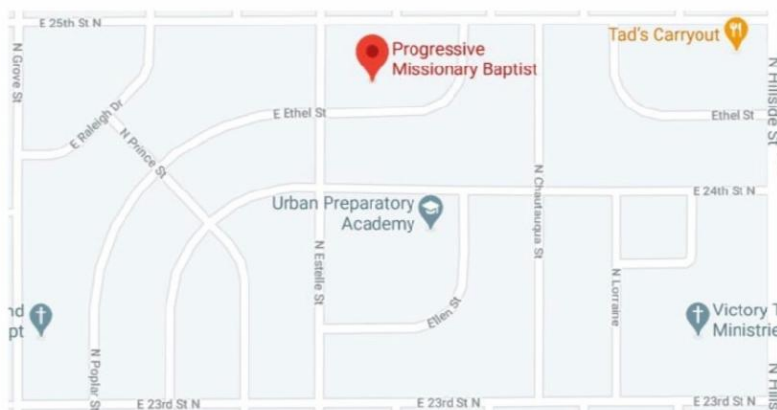 E 25th St N
N Grove St
Progressive
Missionary Baptist
Tad's Carryout
N Hillside St
E Ethel St
Ethel St
E Raleigh Dr
N Prince St
N Chautauqua St
E 24th St N
Urban Preparatory
Academy
N Estelle St
N Lorraine
Ellen St
nd
pt
Victory T
Ministrie
N Poplar St
E 23rd St N
E 23rd St N
E 23rd St N
N Hills